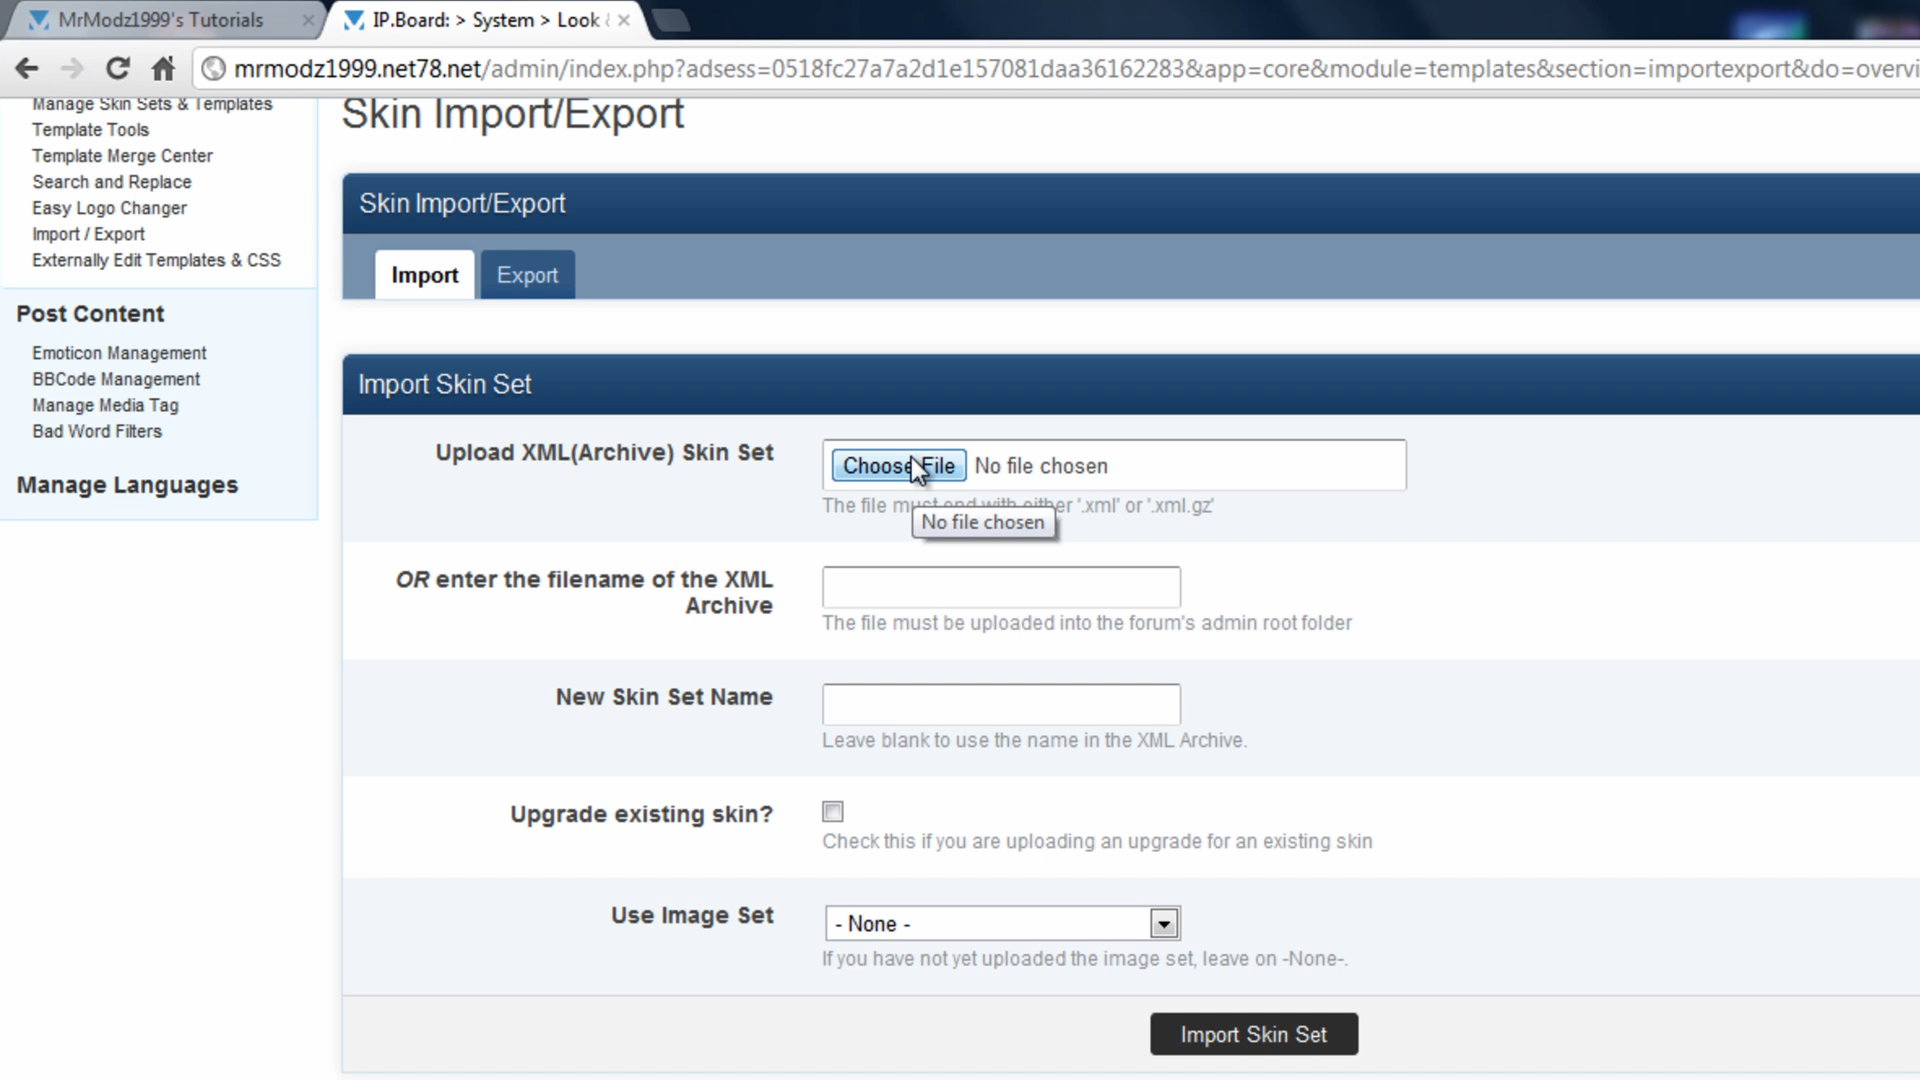 MrModz1999's Tutorials
IP.Board: > System > Look
mrmodz1999.net78.net/admin/index.php?adsess=0518fc27a7a2d1e157081daa36162283&app=core&module=templates&section=importexport&do=overvi
Manage Skin Sets & Templates
Template Tools
Template Merge Center
Search and Replace
Easy Logo Changer
Import / Export
Externally Edit Templates & CSS
Post Content
Emoticon Management
BBCode Management
Manage Media Tag
Bad Word Filters
Manage Languages
Skin Import/Export
Skin Import/Export
Import Export
Import Skin Set
Upload XML(Archive) Skin Set
Choose File No file chosen
The file must end with either '.xml' or '.xml.gz'
No file chosen
OR enter the filename of the XML
Archive
The file must be uploaded into the forum's admin root folder
New Skin Set Name
Leave blank to use the name in the XML Archive.
Upgrade existing skin?
Check this if you are uploading an upgrade for an existing skin
Use Image Set
- None -
If you have not yet uploaded the image set, leave on -None-.
Import Skin Set